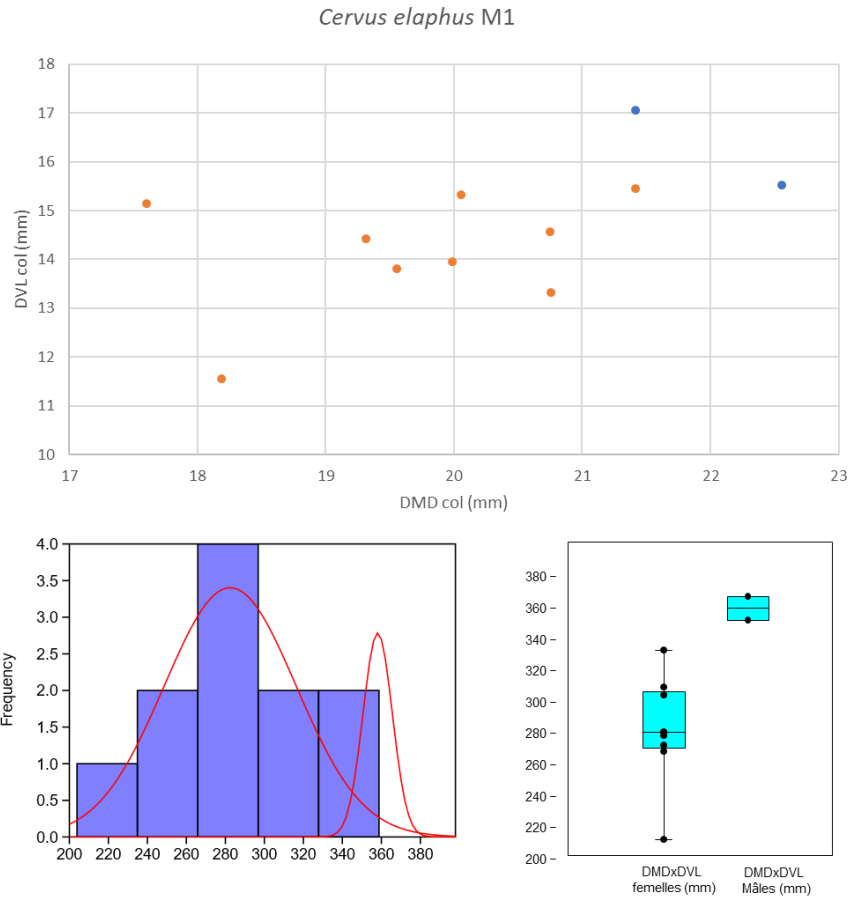 Cervus elaphus M1
18
17
16
15
14
13
12
11
10
DVL col (mm)
17 18 19 20 21 22 23
DMD col (mm)
4.0
3.5
3.0
2.5
2.0
1.5
1.0
0.5
0.0
Frequency
200 220 240 260 280 300 320 340 360 380
380
360
340
320
300
280
260
240
220
200
DMDxDVL
femelles (mm)
DMDxDVL
Mâles (mm)